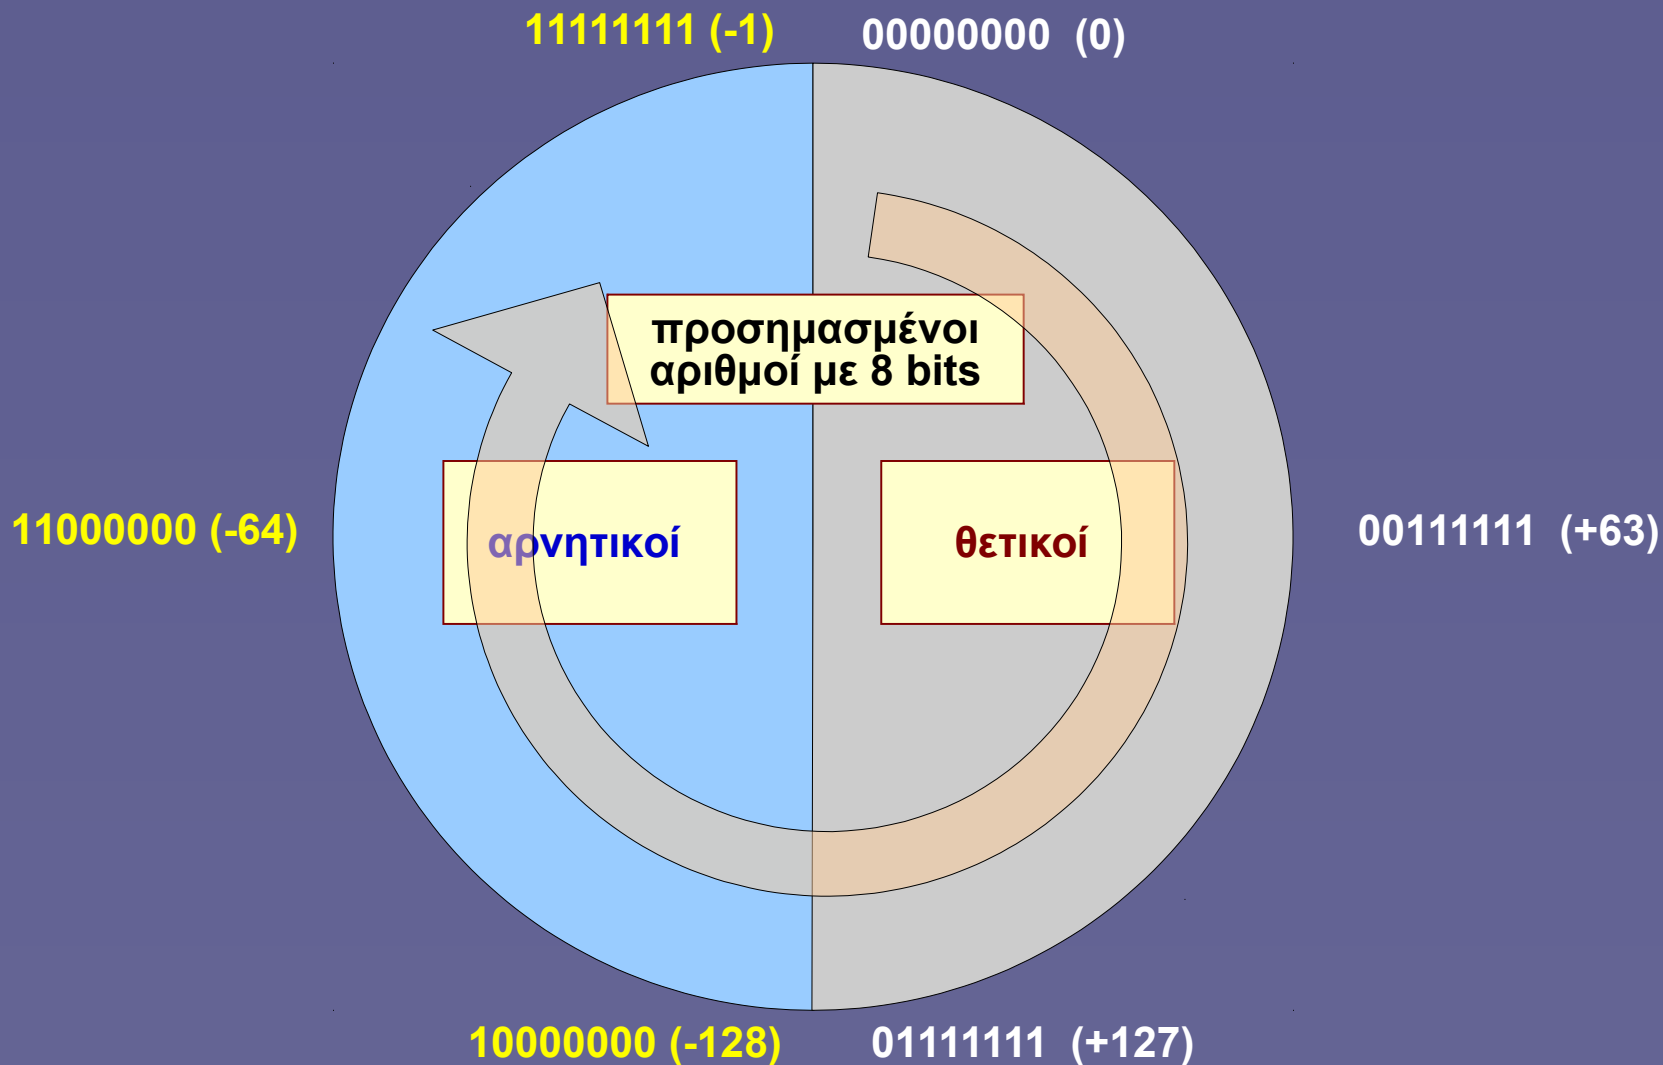 11111111 (-1)
00000000 (0)
προσημασμένοι
αριθμοί με 8 bits
11000000 (-64)
αρνητικοί
θετικοί
00111111 (+63)
10000000 (-128)
01111111 (+127)